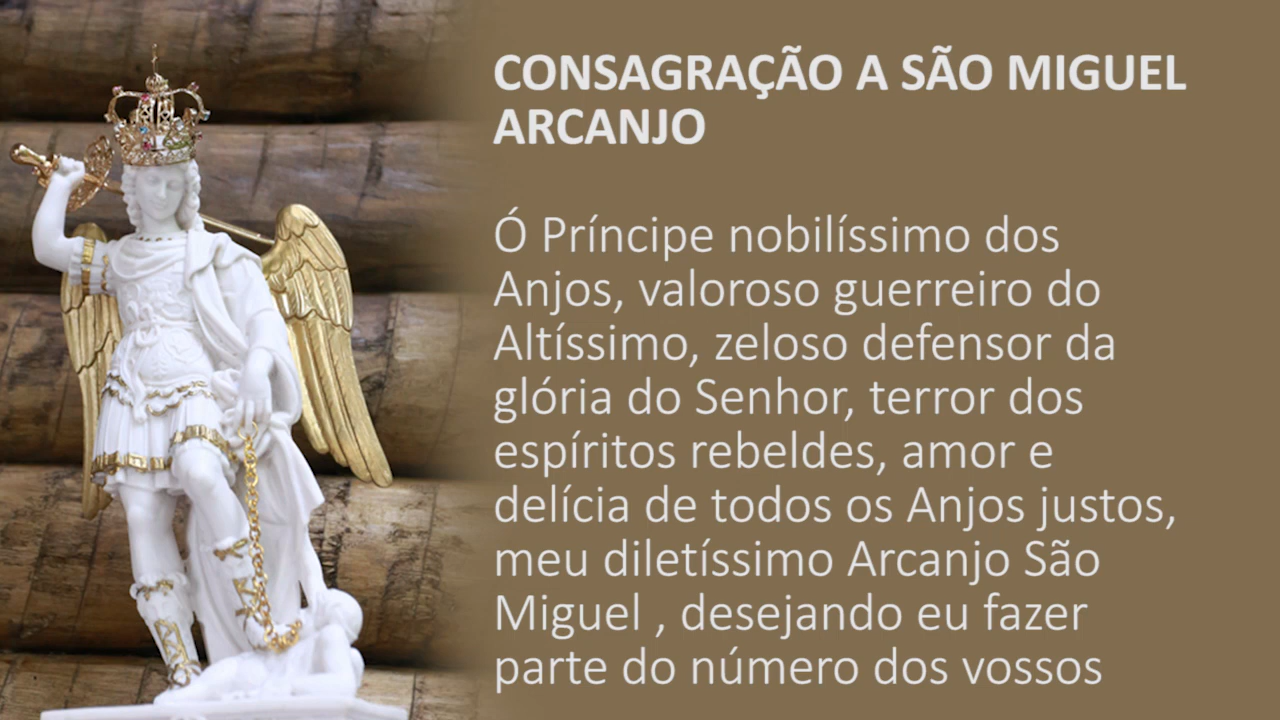 CONSAGRAÇÃO A SÃO MIGUEL
ARCANJO
Ó Príncipe nobilíssimo dos
Anjos, valoroso guerreiro do
Altíssimo, zeloso defensor da
glória do Senhor, terror dos
espíritos rebeldes, amor e
delícia de todos os Anjos justos,
meu diletíssimo Arcanjo São
Miguel , desejando eu fazer
parte do número dos vossos